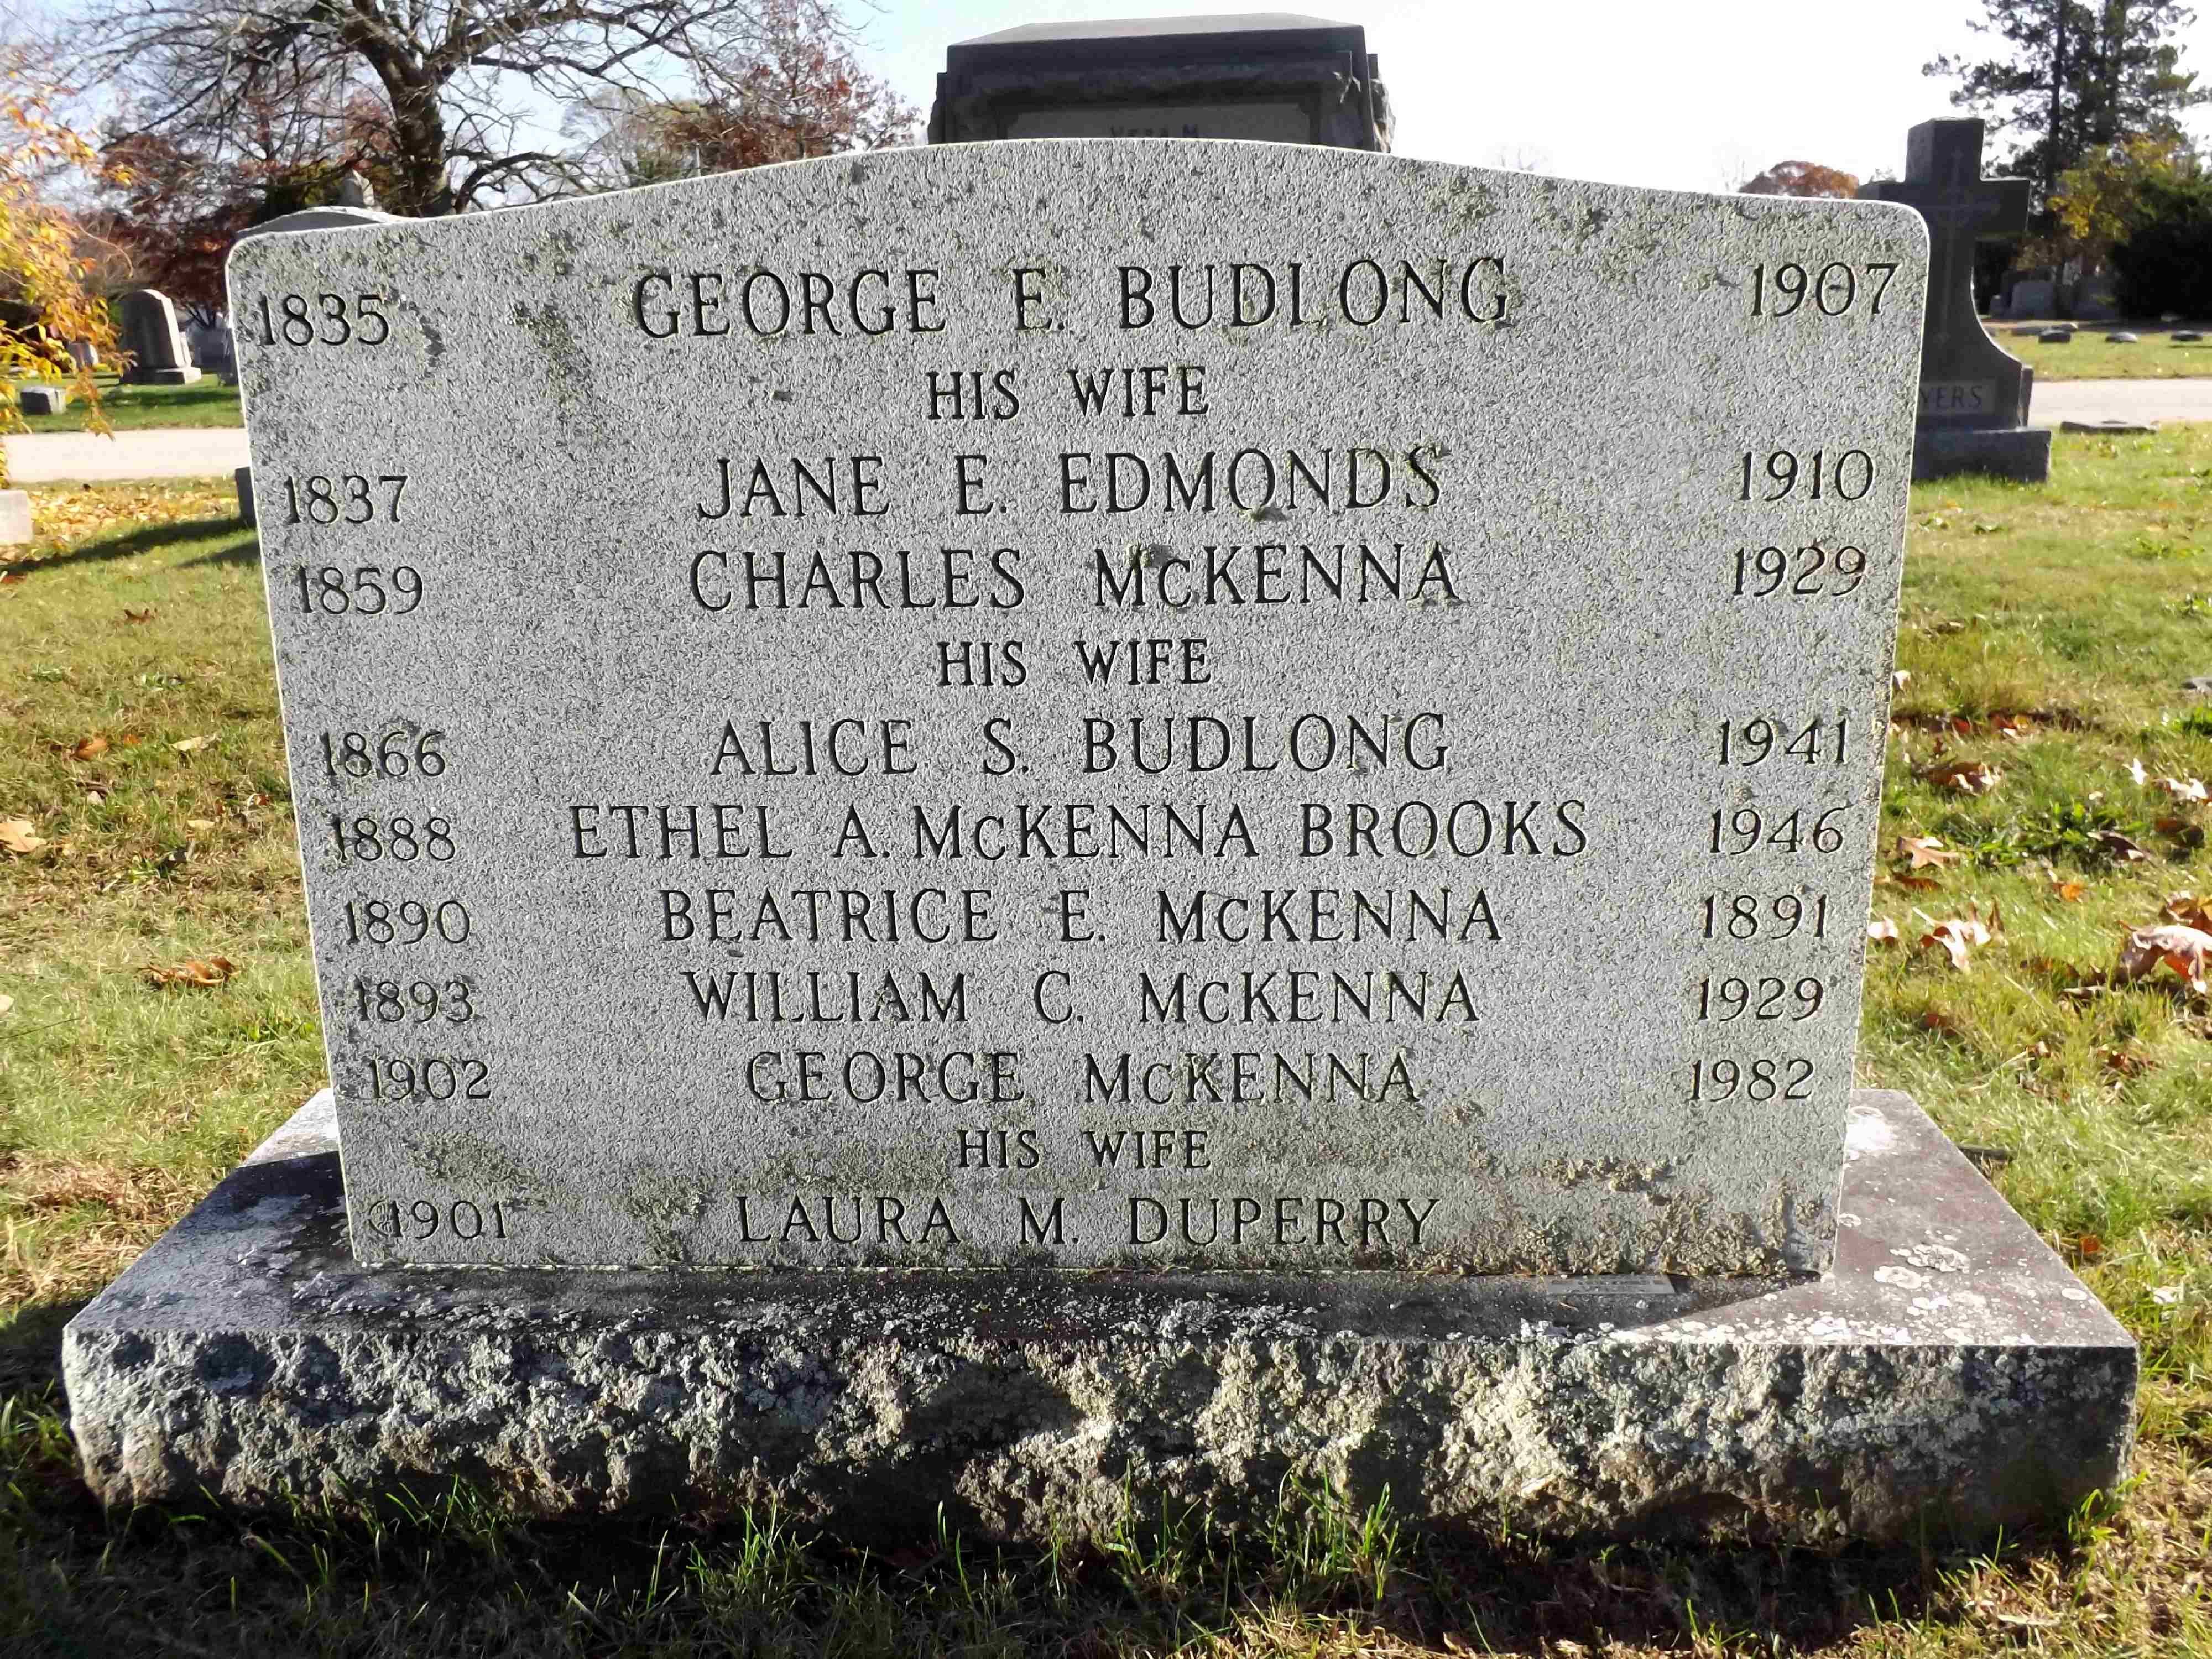 VERA M.
1835 GEORGE E. BUDLONG 1907
HIS WIFE
1837 JANE E. EDMONDS 1910
1859 CHARLES McKENNA 1929
HIS WIFE
1866 ALICE S. BUDLONG 1941
1888 ETHEL A. McKENNA BROOKS 1946
1890 BEATRICE E. McKENNA 1891
1893 WILLIAM C. McKENNA 1929
1902 GEORGE McKENNA 1982
HIS WIFE
1901 LAURA M. DUPERRY